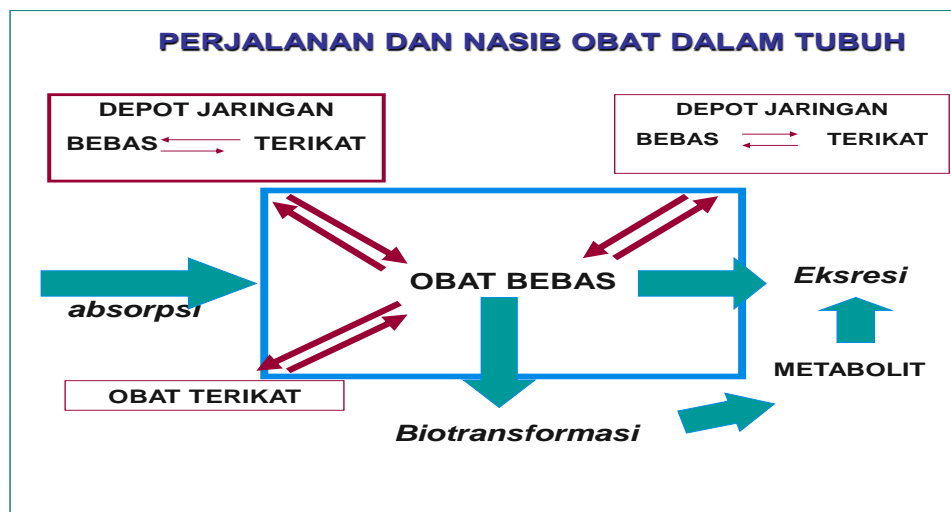 PERJALANAN DAN NASIB OBAT DALAM TUBUH
DEPOT JARINGAN
BEBAS TERIKAT
DEPOT JARINGAN
BEBAS TERIKAT
absorpsi
OBAT BEBAS
Eksresi
OBAT TERIKAT
METABOLIT
Biotransformasi